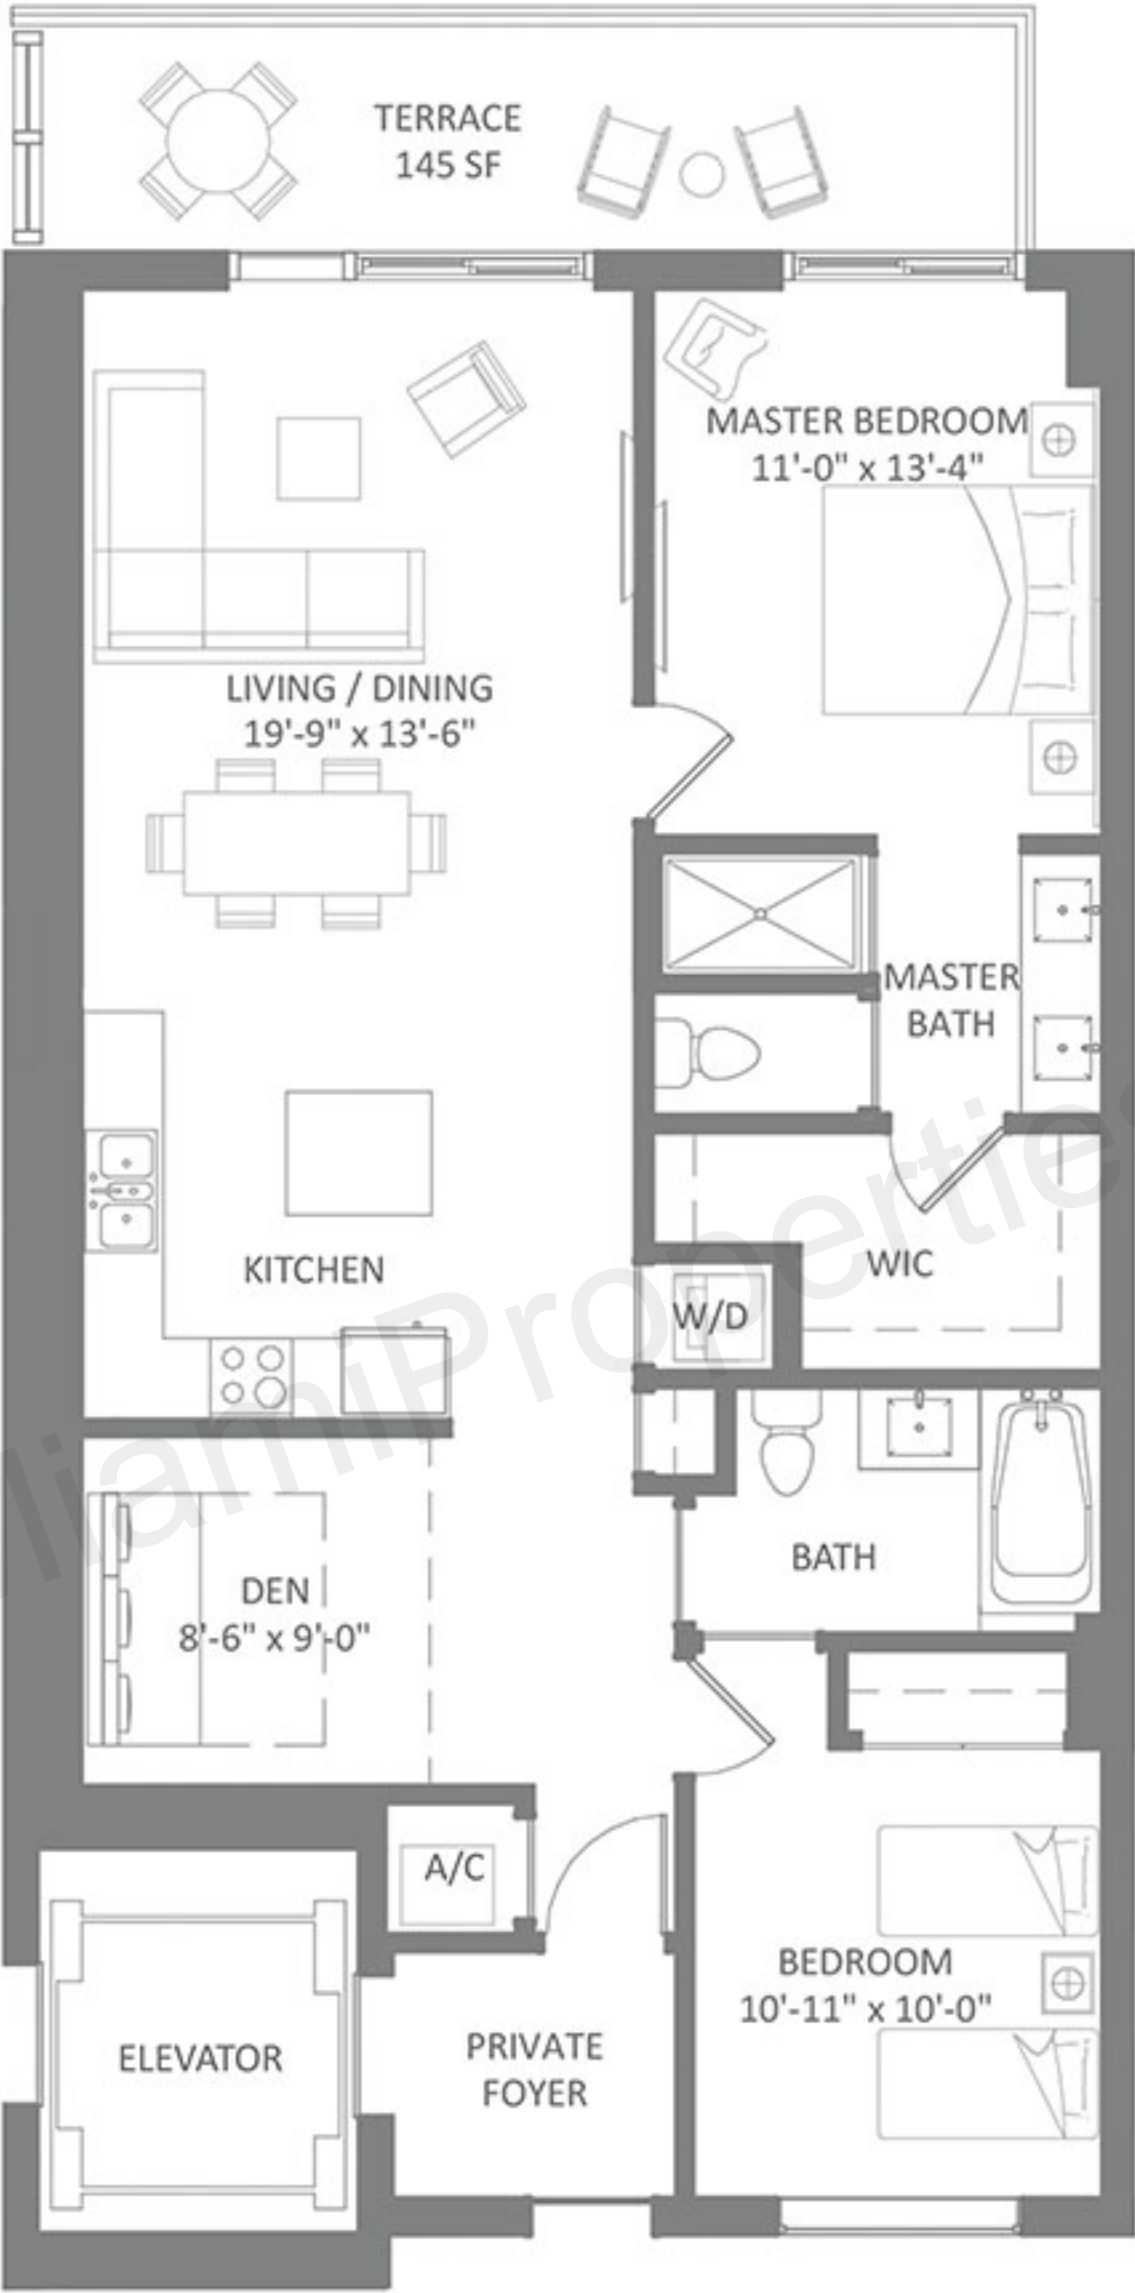 TERRACE
145 SF
MASTER BEDROOM
11'-0" x 13'-4"
LIVING / DINING
19'-9" x 13'-6"
MASTER
BATH
KITCHEN
WIC
W/D
BATH
DEN
8'-6" x 9'-0"
A/C
BEDROOM
10'-11" x 10'-0"
ELEVATOR
PRIVATE
FOYER